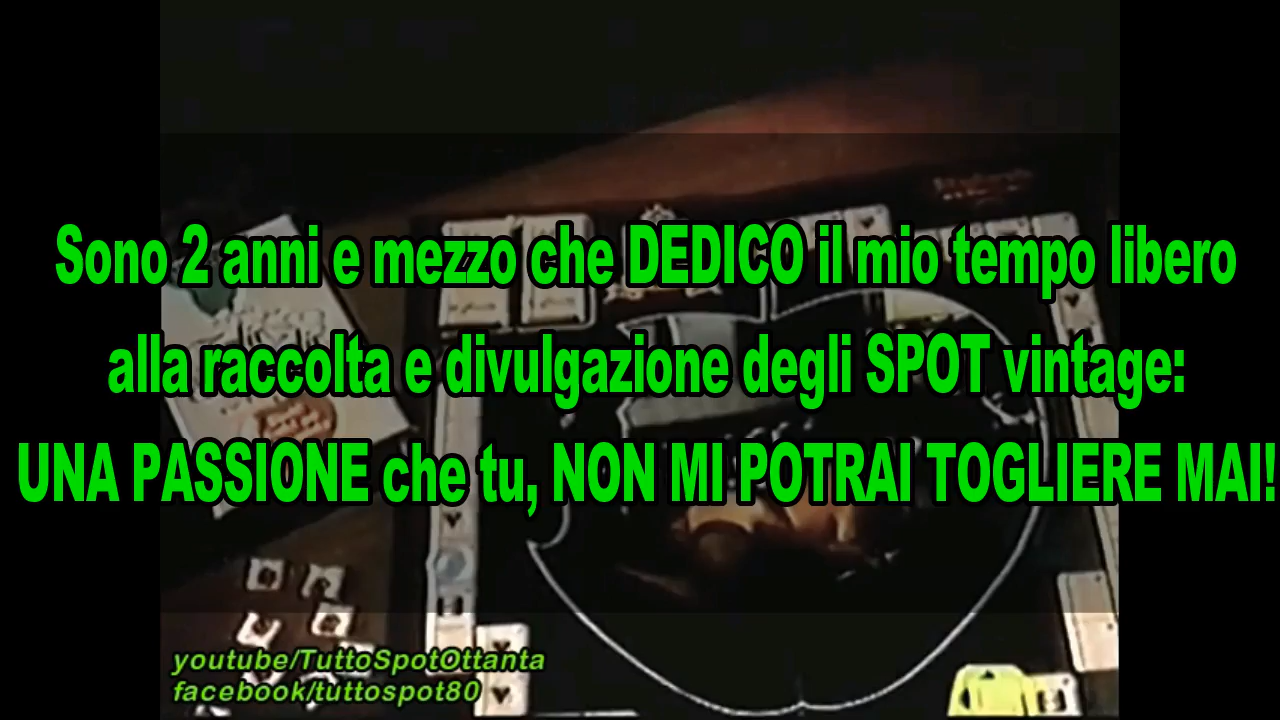 Sono 2 anni e mezzo che DEDICO il mio tempo libero
alla raccolta e divulgazione degli SPOT vintage:
UNA PASSIONE che tu, NON MI POTRAI TOGLIERE MAI!
youtube/TuttoSpotOttanta
facebook/tuttospot80